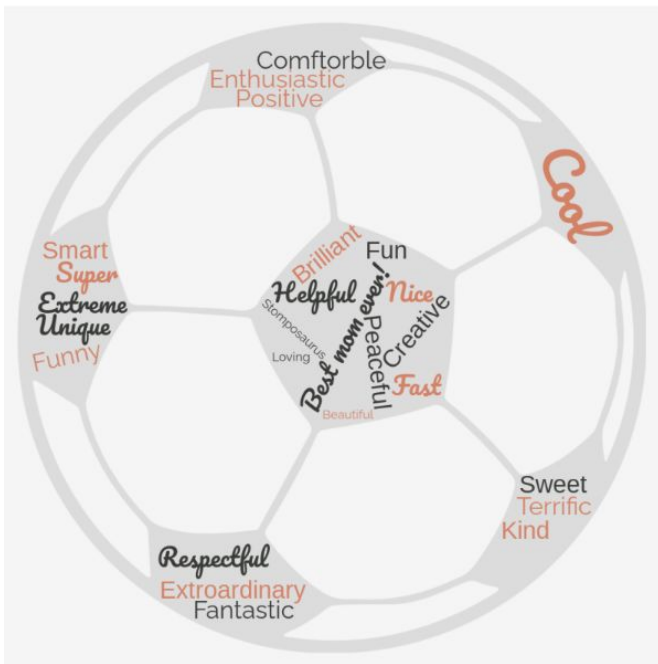 Comftorble
Enthusiastic
Positive
Cool
Smart
Super
Extreme
Unique
Funny
Brilliant
Fun
Helpful
Nice
Stomposaurus
Best mom ever!
Peaceful
Creative
Loving
Fast
Beautiful
Sweet
Terrific
Kind
Respectful
Extroardinary
Fantastic